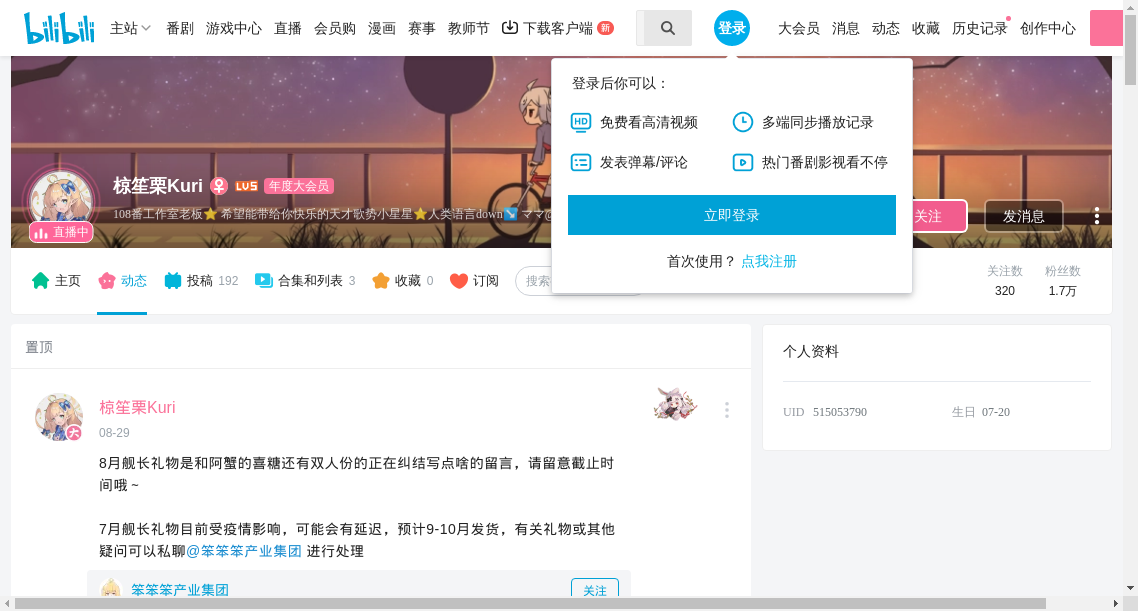 bilibili 主站 番剧 游戏中心 直播 会员购 漫画 赛事 教师节 下载客户端 新 登录 大会员 消息 动态 收藏 历史记录 创作中心
登录后你可以：
HD 免费看高清视频 多端同步播放记录
发表弹幕/评论 热门番剧影视看不停
立即登录
首次使用？ 点我注册
椋笙栗Kuri LV5 年度大会员
108番工作室老板⭐ 希望能带给你快乐的天才歌势小星星⭐人类语言down↘ ママ@
直播中
关注 发消息
主页 动态 投稿 192 合集和列表 3 收藏 0 订阅 搜索
关注数 粉丝数
320 1.7万
置顶
椋笙栗Kuri
08-29
8月舰长礼物是和阿蟹的喜糖还有双人份的正在纠结写点啥的留言，请留意截止时
间哦～
7月舰长礼物目前受疫情影响，可能会有延迟，预计9-10月发货，有关礼物或其他
疑问可以私聊@笨笨笨产业集团 进行处理
笨笨笨产业集团 关注
个人资料
UID 515053790 生日 07-20